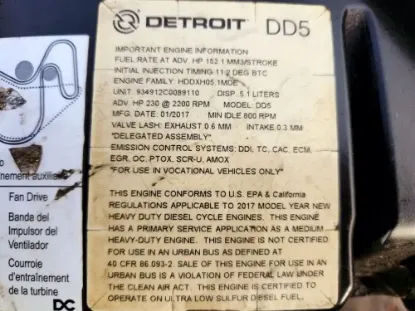 DETROIT DD5
IMPORTANT ENGINE INFORMATION
FUEL RATE AT ADV. HP 152.1 MM3/STROKE
INITIAL INJECTION TIMING 11.2 DEG BTC
ENGINE FAMILY: HDDXH05.1MDE
UNIT: 934912C0089110 DISP. 5.1 LITERS
ADV. HP 230 @ 2200 RPM MODEL: DD5
MFG. DATE: 01/2017 MIN IDLE 800 RPM
VALVE LASH: EXHAUST 0.6 MM INTAKE 0.3 MM
"DELEGATED ASSEMBLY"
EMISSION CONTROL SYSTEMS: DDI, TC, CAC, ECM,
EGR, OC, PTOX, SCR-U, AMOX
"FOR USE IN VOCATIONAL VEHICLES ONLY"
THIS ENGINE CONFORMS TO U.S. EPA & California
REGULATIONS APPLICABLE TO 2017 MODEL YEAR NEW
HEAVY DUTY DIESEL CYCLE ENGINES. THIS ENGINE
HAS A PRIMARY SERVICE APPLICATION AS A MEDIUM
HEAVY-DUTY ENGINE. THIS ENGINE IS NOT CERTIFIED
FOR USE IN AN URBAN BUS AS DEFINED AT
40 CFR 86.093-2. SALE OF THIS ENGINE FOR USE IN AN
URBAN BUS IS A VIOLATION OF FEDERAL LAW UNDER
THE CLEAN AIR ACT. THIS ENGINE IS CERTIFIED TO
OPERATE ON ULTRA LOW SULFUR DIESEL FUEL.
Fan Drive
Banda del
Impulsor del
Ventilador
Courroie
d'entraînement
de la turbine
DC